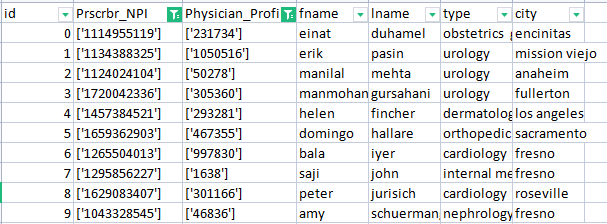 id Prscrbr_NPI Physician_Profi fname lname type city
0 ['1114955119'] ['231734'] einat duhamel obstetrics encinitas
1 ['1134388325'] ['1050516'] erik pasin urology mission viejo
2 ['1124024104'] ['50278'] manilal mehta urology anaheim
3 ['1720042336'] ['305360'] manmohan gursahani urology fullerton
4 ['1457384521'] ['293281'] helen fincher dermatolog los angeles
5 ['1659362903'] ['467355'] domingo hallare orthopedic sacramento
6 ['1265504013'] ['997830'] bala iyer cardiology fresno
7 ['1295856227'] ['1638'] saji john internal me fresno
8 ['1629083407'] ['301166'] peter jurisich cardiology roseville
9 ['1043328545'] ['46836'] amy schuerman nephrology fresno